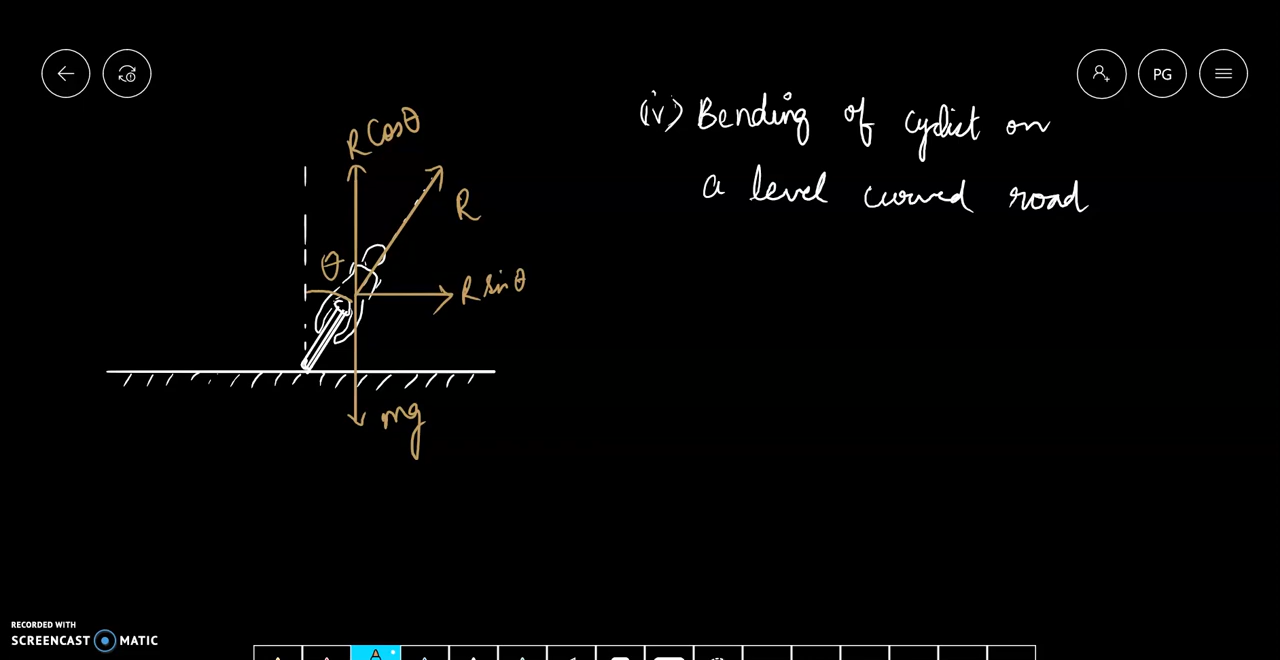 PG
(iv) Bending of cyclist on
a level curved road
R Cosθ
R
θ
R sinθ
mg
RECORDED WITH
SCREENCAST MATIC